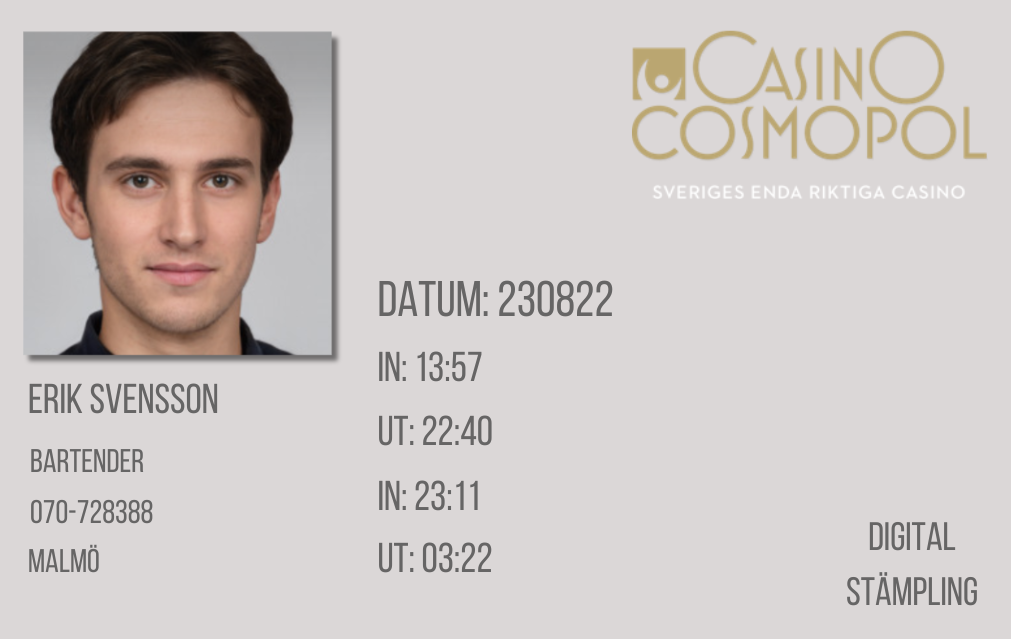 CASINO
COSMOPOL
SVERIGES ENDA RIKTIGA CASINO
DATUM: 230822
IN: 13:57
UT: 22:40
IN: 23:11
UT: 03:22
ERIK SVENSSON
BARTENDER
070-728388
MALMÖ
DIGITAL
STÄMPLING